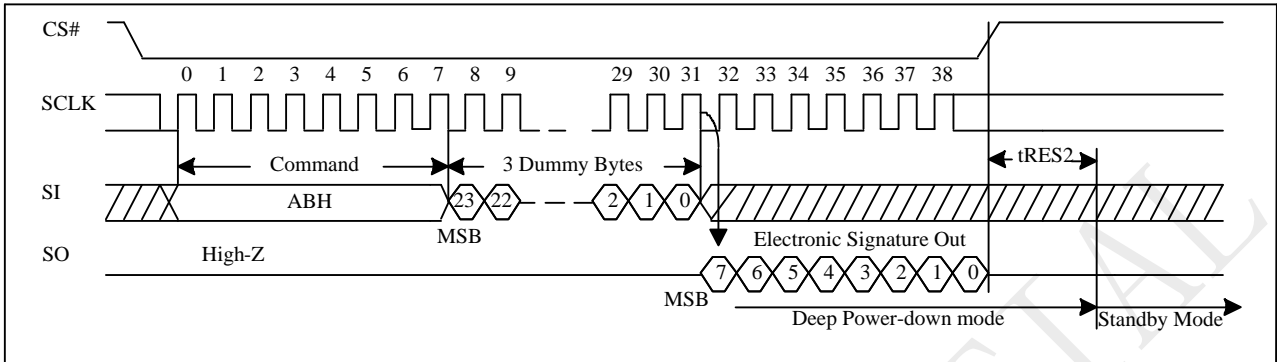 CS#
0 1 2 3 4 5 6 7 8 9 29 30 31 32 33 34 35 36 37 38
SCLK
Command 3 Dummy Bytes tRES2
SI ABH 23 22 2 1 0
MSB
SO High-Z Electronic Signature Out
7 6 5 4 3 2 1 0
MSB
Deep Power-down mode Standby Mode
IAL